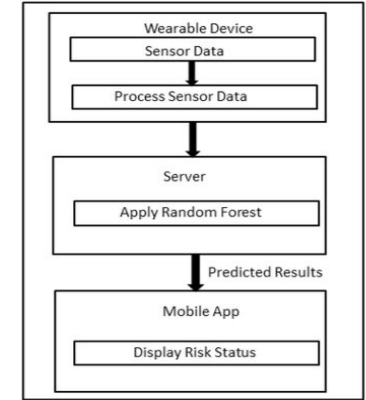 Wearable Device
Sensor Data
Process Sensor Data
Server
Apply Random Forest
Predicted Results
Mobile App
Display Risk Status